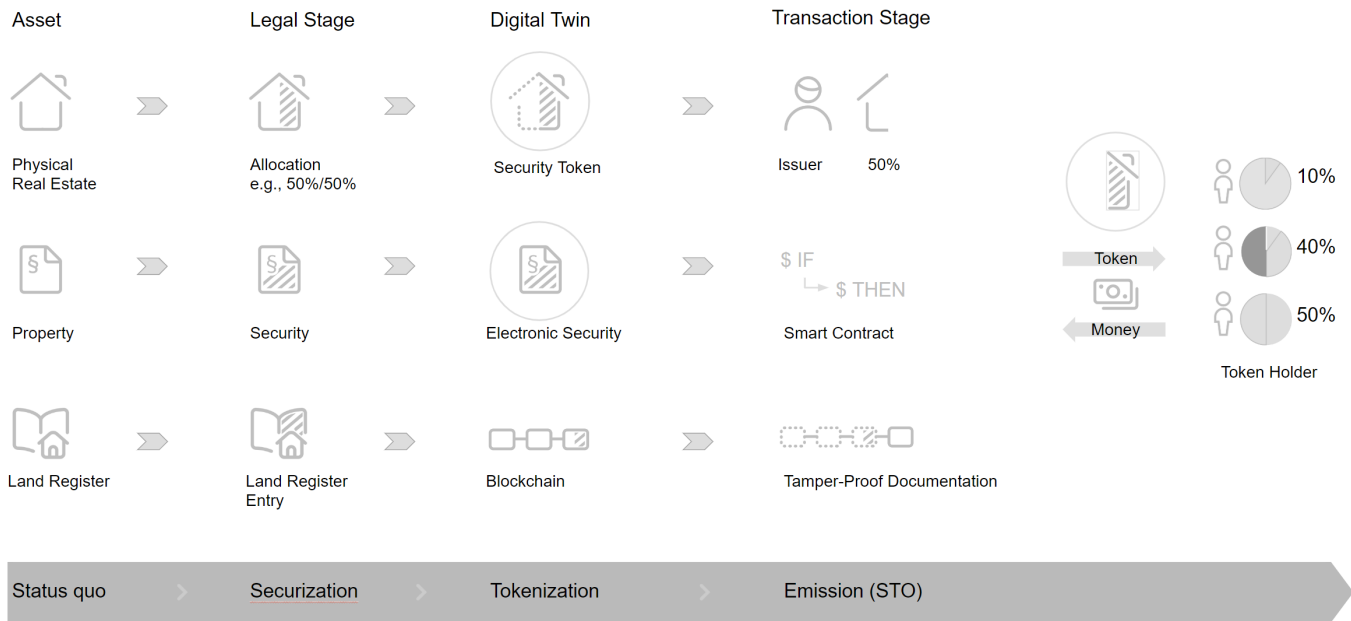 Asset
Legal Stage
Digital Twin
Transaction Stage
Physical
Real Estate
Allocation
e.g., 50%/50%
Security Token
Issuer
50%
10%
40%
50%
Token
Money
Token Holder
§
§
§
$ IF
$ THEN
Property
Security
Electronic Security
Smart Contract
Land Register
Land Register
Entry
Blockchain
Tamper-Proof Documentation
Status quo
Securization
Tokenization
Emission (STO)